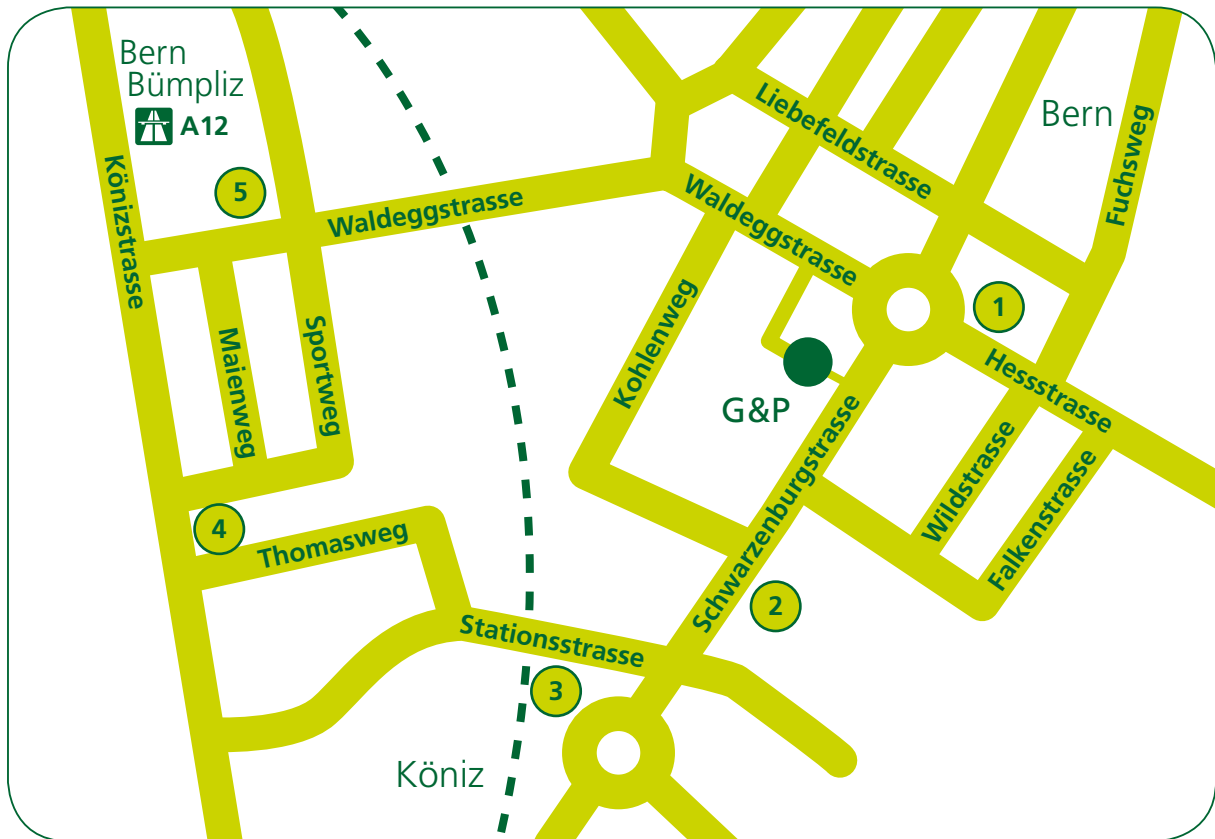 Bern
Bümpliz
A12
Bern
Liebefeldstrasse
Fuchsweg
Königstrasse
5
Waldeggstrasse
Waldeggstrasse
1
Maienweg
Sportweg
Kohlenweg
G&P
Hessstrasse
Schwarzenburgstrasse
Wildstrasse
Falkenstrasse
4
Thomasweg
2
Stationsstrasse
3
Köniz